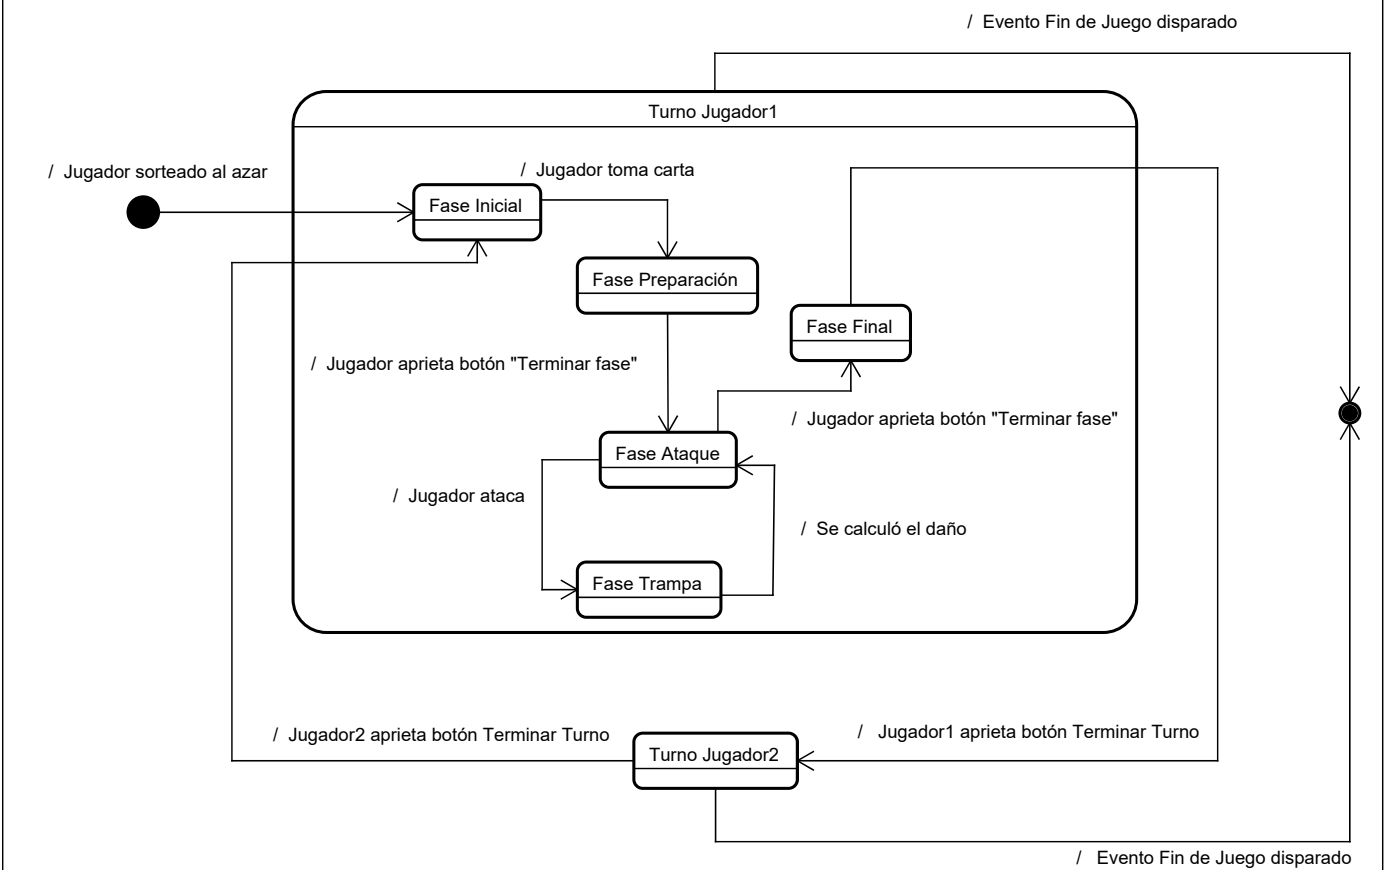 / Evento Fin de Juego disparado
Turno Jugador1
/ Jugador sorteado al azar
/ Jugador toma carta
Fase Inicial
Fase Preparación
Fase Final
/ Jugador aprieta botón "Terminar fase"
/ Jugador aprieta botón "Terminar fase"
Fase Ataque
/ Jugador ataca
/ Se calculó el daño
Fase Trampa
/ Jugador2 aprieta botón Terminar Turno
/ Jugador1 aprieta botón Terminar Turno
Turno Jugador2
/ Evento Fin de Juego disparado